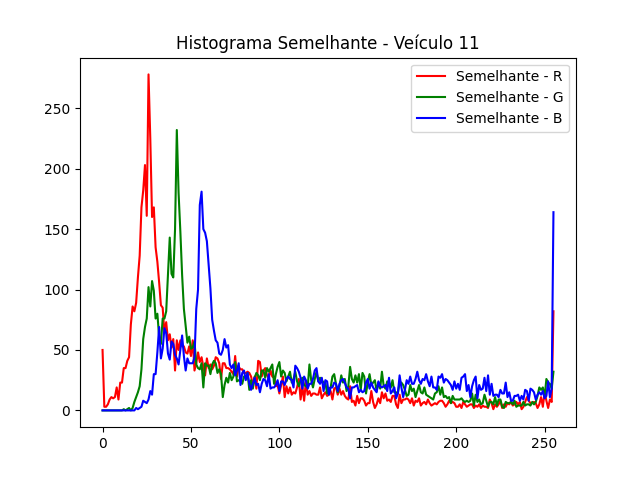 Histograma Semelhante - Veículo 11
Semelhante - R
Semelhante - G
Semelhante - B
250
200
150
100
50
0
0 50 100 150 200 250